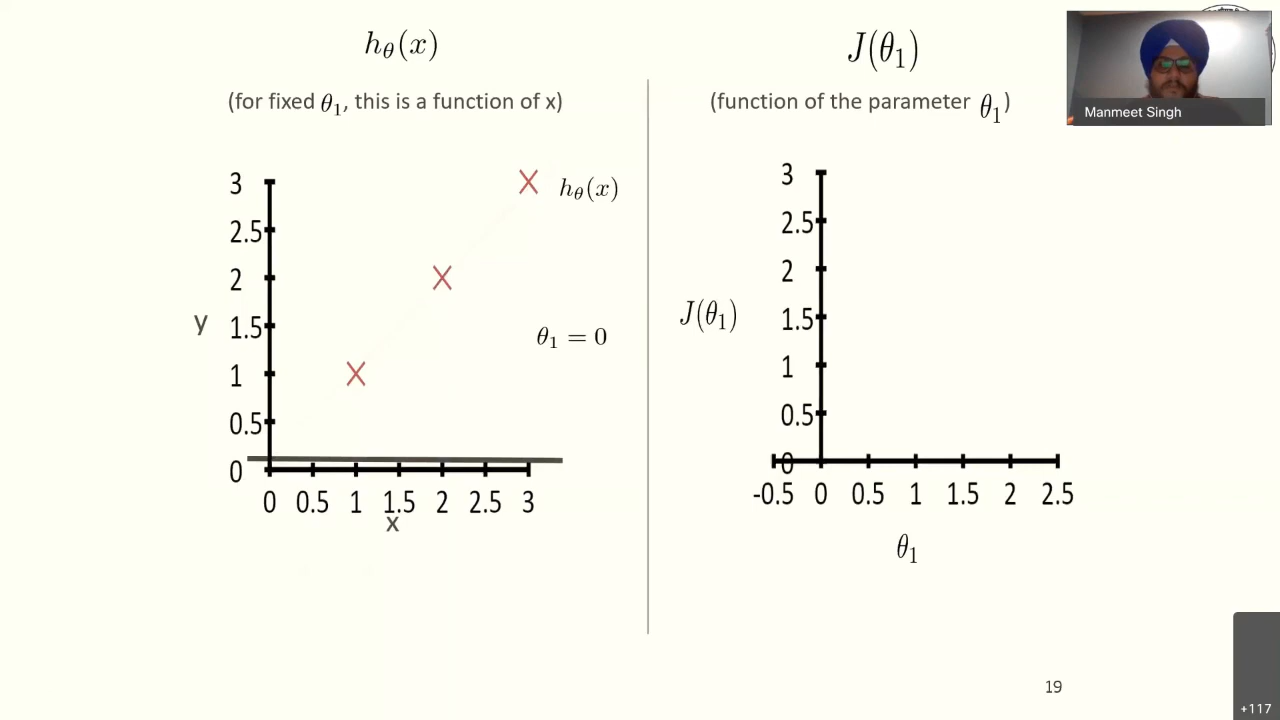 h_θ(x)
(for fixed θ₁, this is a function of x)
3
2.5
2
1.5
1
0.5
0
y
0 0.5 1 1.5 2 2.5 3
x
h_θ(x)
θ₁ = 0
J(θ₁)
(function of the parameter θ₁)
3
2.5
2
1.5
1
0.5
0
J(θ₁)
-0.5 0 0.5 1 1.5 2 2.5
θ₁
Manmeet Singh
19
+117